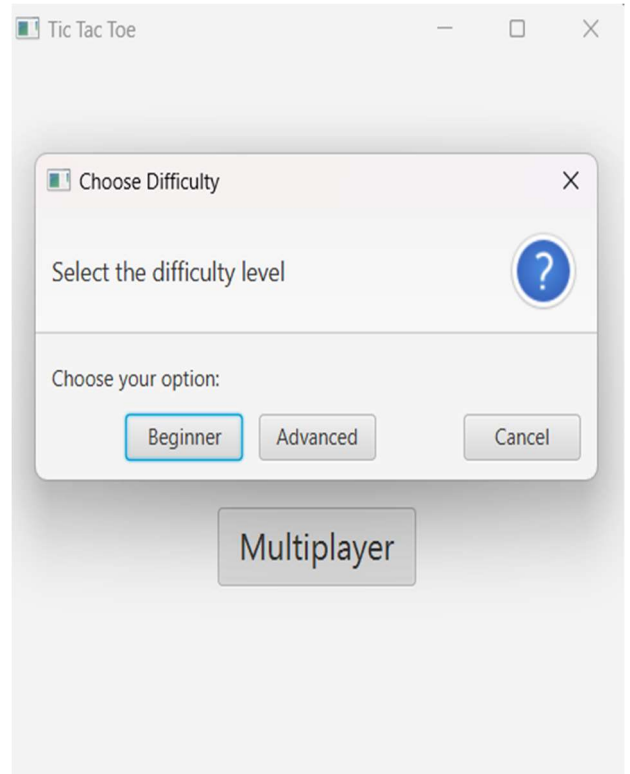 Tic Tac Toe
Choose Difficulty
Select the difficulty level
?
Choose your option:
Beginner Advanced Cancel
Multiplayer